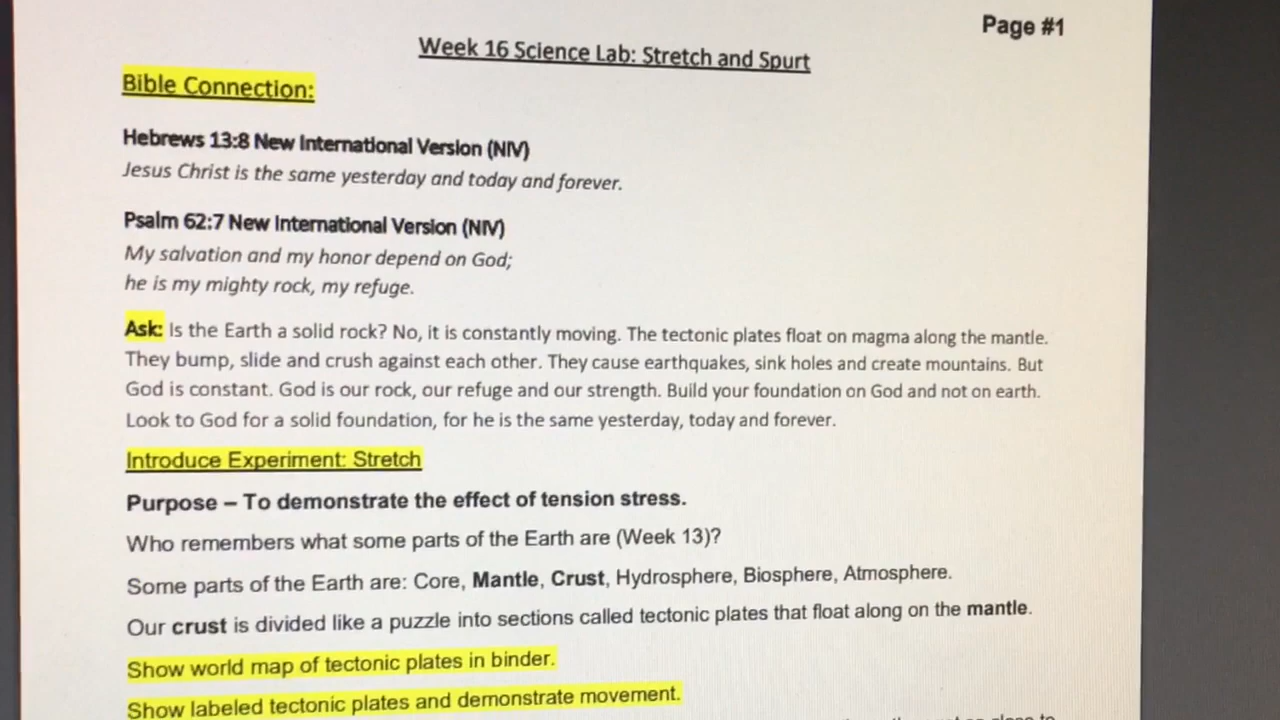 Page #1
Week 16 Science Lab: Stretch and Spurt
Bible Connection:
Hebrews 13:8 New International Version (NIV)
Jesus Christ is the same yesterday and today and forever.
Psalm 62:7 New International Version (NIV)
My salvation and my honor depend on God;
he is my mighty rock, my refuge.
Ask: Is the Earth a solid rock? No, it is constantly moving. The tectonic plates float on magma along the mantle.
They bump, slide and crush against each other. They cause earthquakes, sink holes and create mountains. But
God is constant. God is our rock, our refuge and our strength. Build your foundation on God and not on earth.
Look to God for a solid foundation, for he is the same yesterday, today and forever.
Introduce Experiment: Stretch
Purpose – To demonstrate the effect of tension stress.
Who remembers what some parts of the Earth are (Week 13)?
Some parts of the Earth are: Core, Mantle, Crust, Hydrosphere, Biosphere, Atmosphere.
Our crust is divided like a puzzle into sections called tectonic plates that float along on the mantle.
Show world map of tectonic plates in binder.
Show labeled tectonic plates and demonstrate movement.